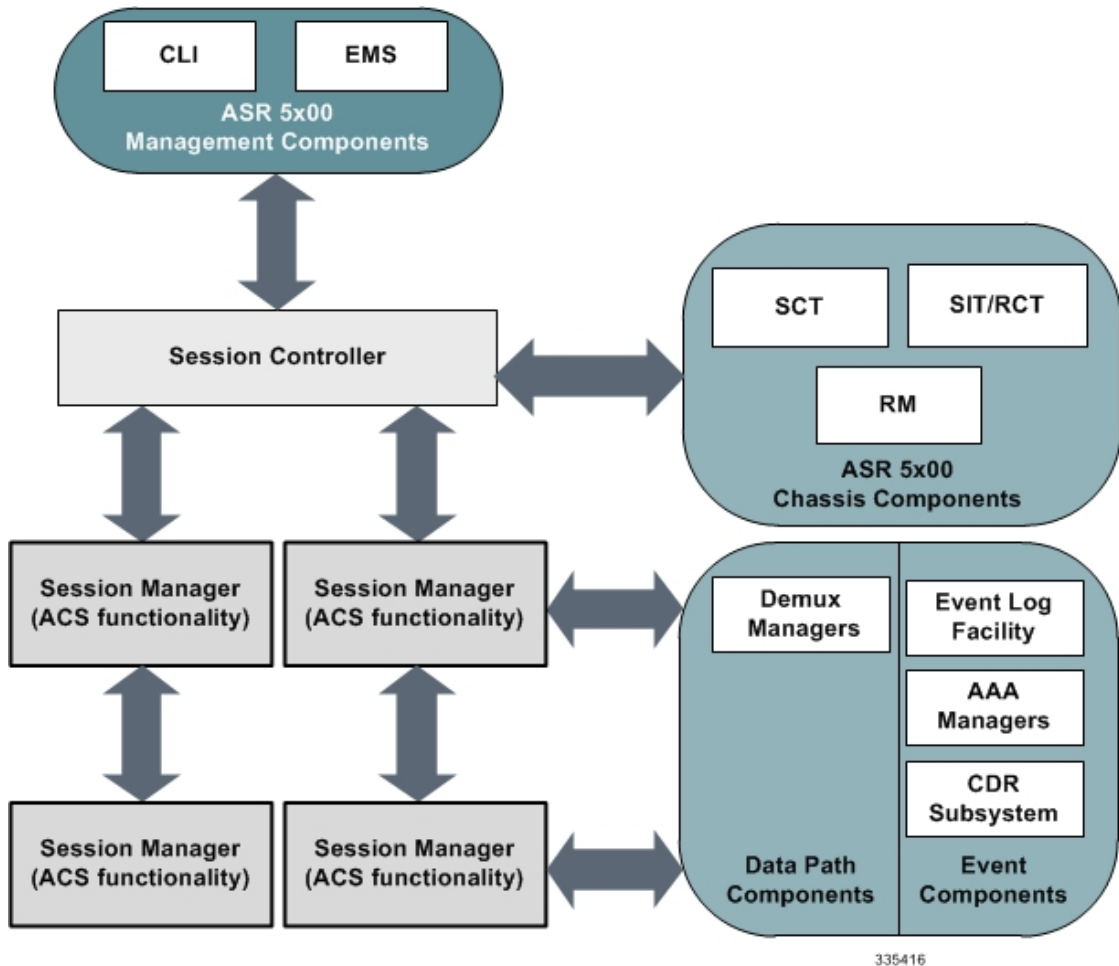 CLI
EMS
ASR 5x00
Management Components
Session Controller
SCT
SIT/RCT
RM
ASR 5x00
Chassis Components
Session Manager
(ACS functionality)
Session Manager
(ACS functionality)
Demux
Managers
Event Log
Facility
AAA
Managers
CDR
Subsystem
Session Manager
(ACS functionality)
Session Manager
(ACS functionality)
Data Path
Components
Event
Components
335416